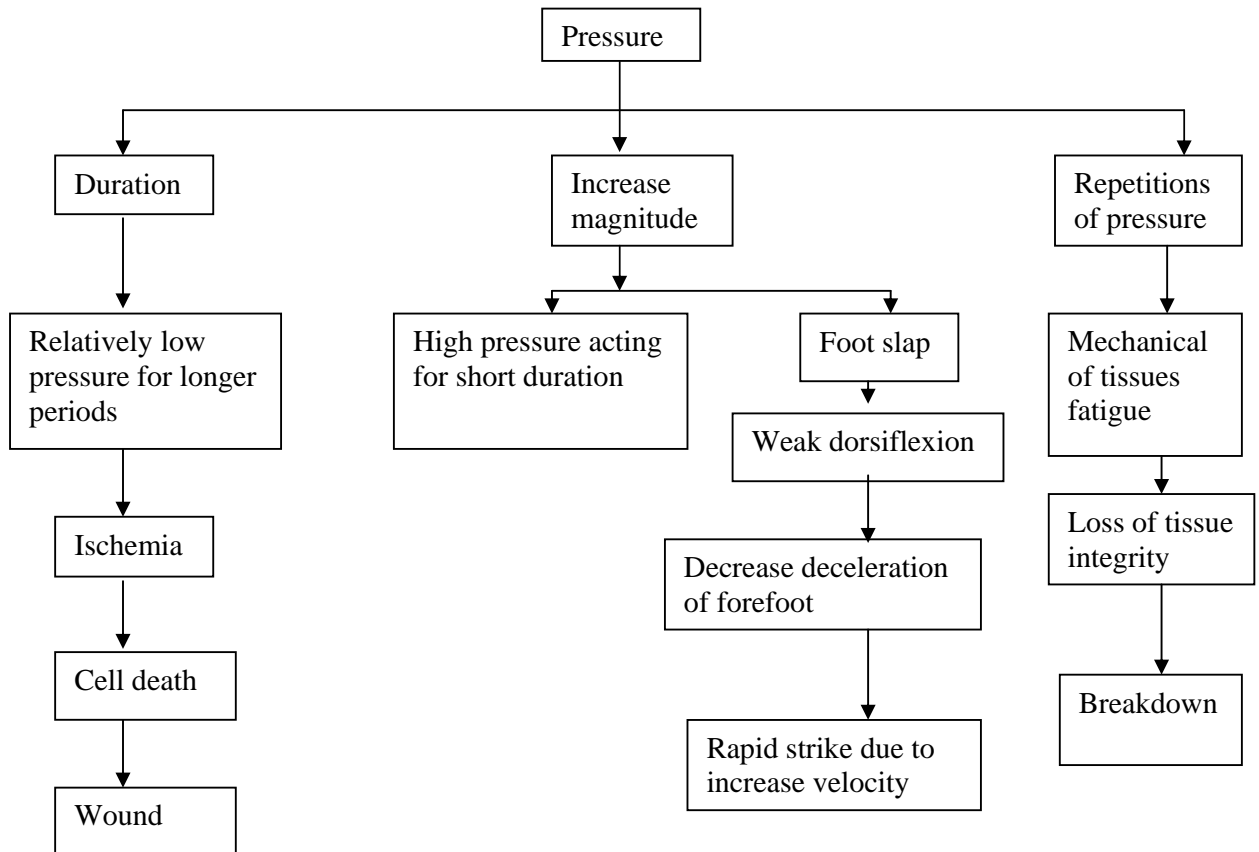 Pressure
Duration
Increase
magnitude
Repetitions
of pressure
Relatively low
pressure for longer
periods
High pressure acting
for short duration
Foot slap
Mechanical
of tissues
fatigue
Weak dorsiflexion
Ischemia
Loss of tissue
integrity
Decrease deceleration
of forefoot
Cell death
Breakdown
Rapid strike due to
increase velocity
Wound